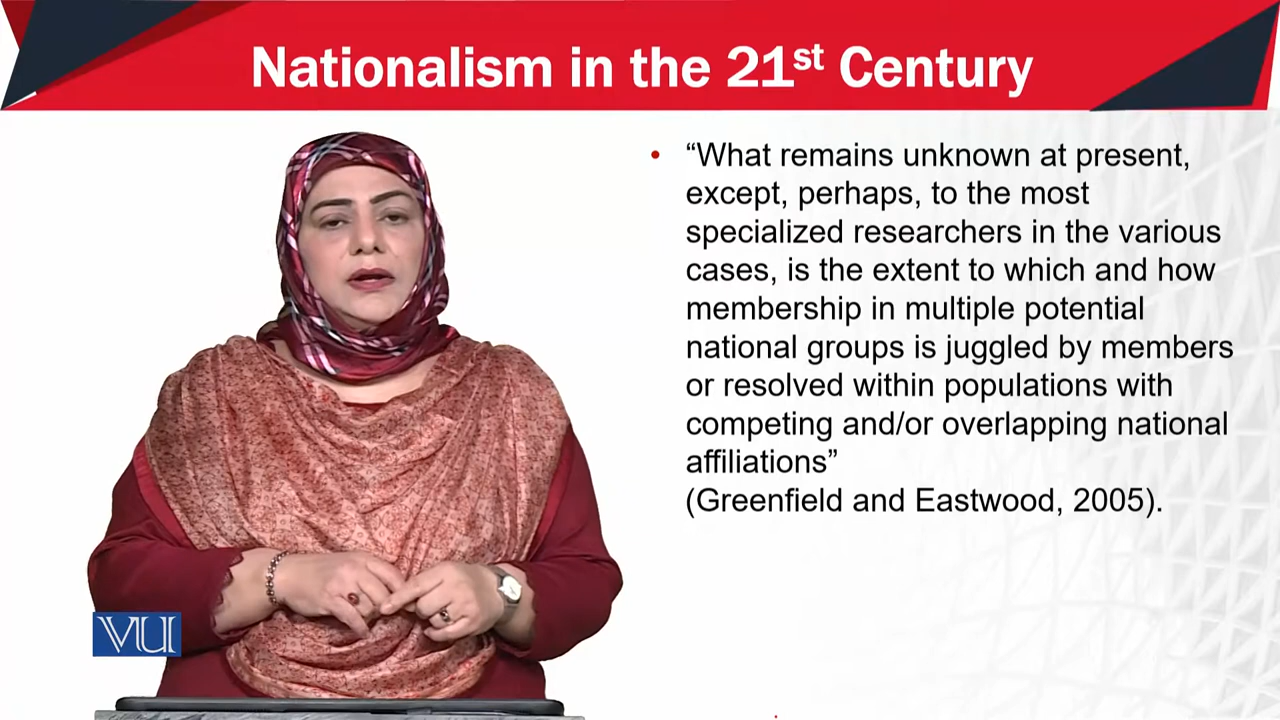 Nationalism in the 21st Century
• “What remains unknown at present,
except, perhaps, to the most
specialized researchers in the various
cases, is the extent to which and how
membership in multiple potential
national groups is juggled by members
or resolved within populations with
competing and/or overlapping national
affiliations”
(Greenfield and Eastwood, 2005).
VU